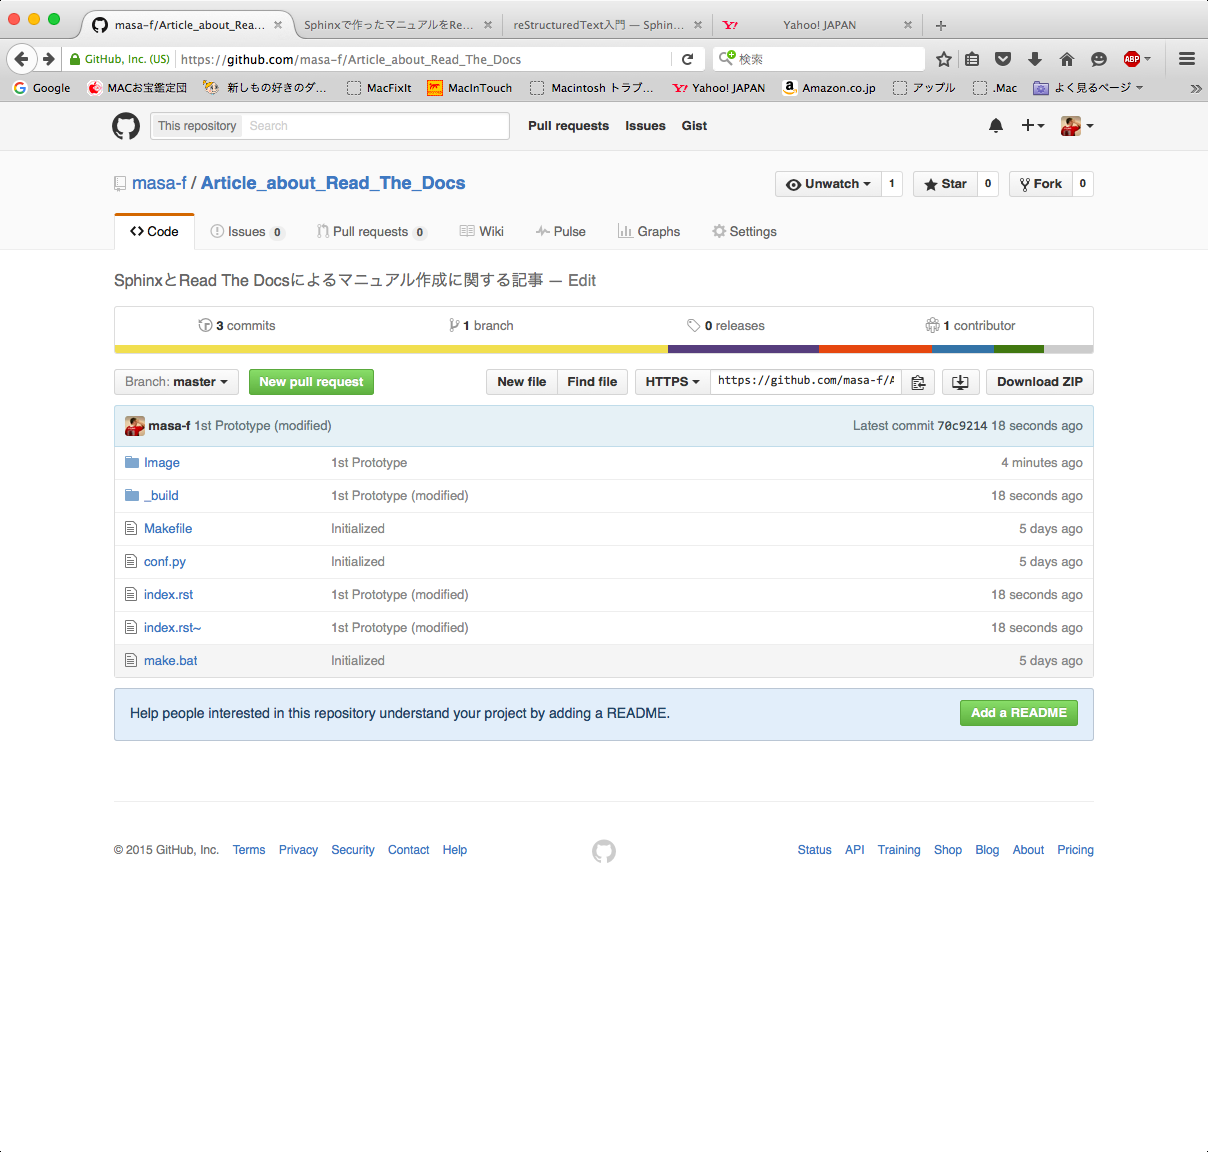 masa-f/Article_about_Rea... Sphinxで作ったマニュアルをRe... reStructuredText入門 — Sphin... Yahoo! JAPAN
GitHub, Inc. (US) https://github.com/masa-f/Article_about_Read_The_Docs 検索 ABP
Google MACお宝鑑定団 新しもの好きのダ... MacFixIt MacInTouch Macintosh トラブ... Yahoo! JAPAN Amazon.co.jp アップル .Mac よく見るページ
This repository Search Pull requests Issues Gist
masa-f / Article_about_Read_The_Docs Unwatch 1 Star 0 Fork 0
Code Issues 0 Pull requests 0 Wiki Pulse Graphs Settings
SphinxとRead The Docsによるマニュアル作成に関する記事 — Edit
3 commits 1 branch 0 releases 1 contributor
Branch: master New pull request New file Find file HTTPS https://github.com/masa-f/A Download ZIP
masa-f 1st Prototype (modified) Latest commit 70c9214 18 seconds ago
Image 1st Prototype 4 minutes ago
_build 1st Prototype (modified) 18 seconds ago
Makefile Initialized 5 days ago
conf.py Initialized 5 days ago
index.rst 1st Prototype (modified) 18 seconds ago
index.rst~ 1st Prototype (modified) 18 seconds ago
make.bat Initialized 5 days ago
Help people interested in this repository understand your project by adding a README. Add a README
© 2015 GitHub, Inc. Terms Privacy Security Contact Help Status API Training Shop Blog About Pricing